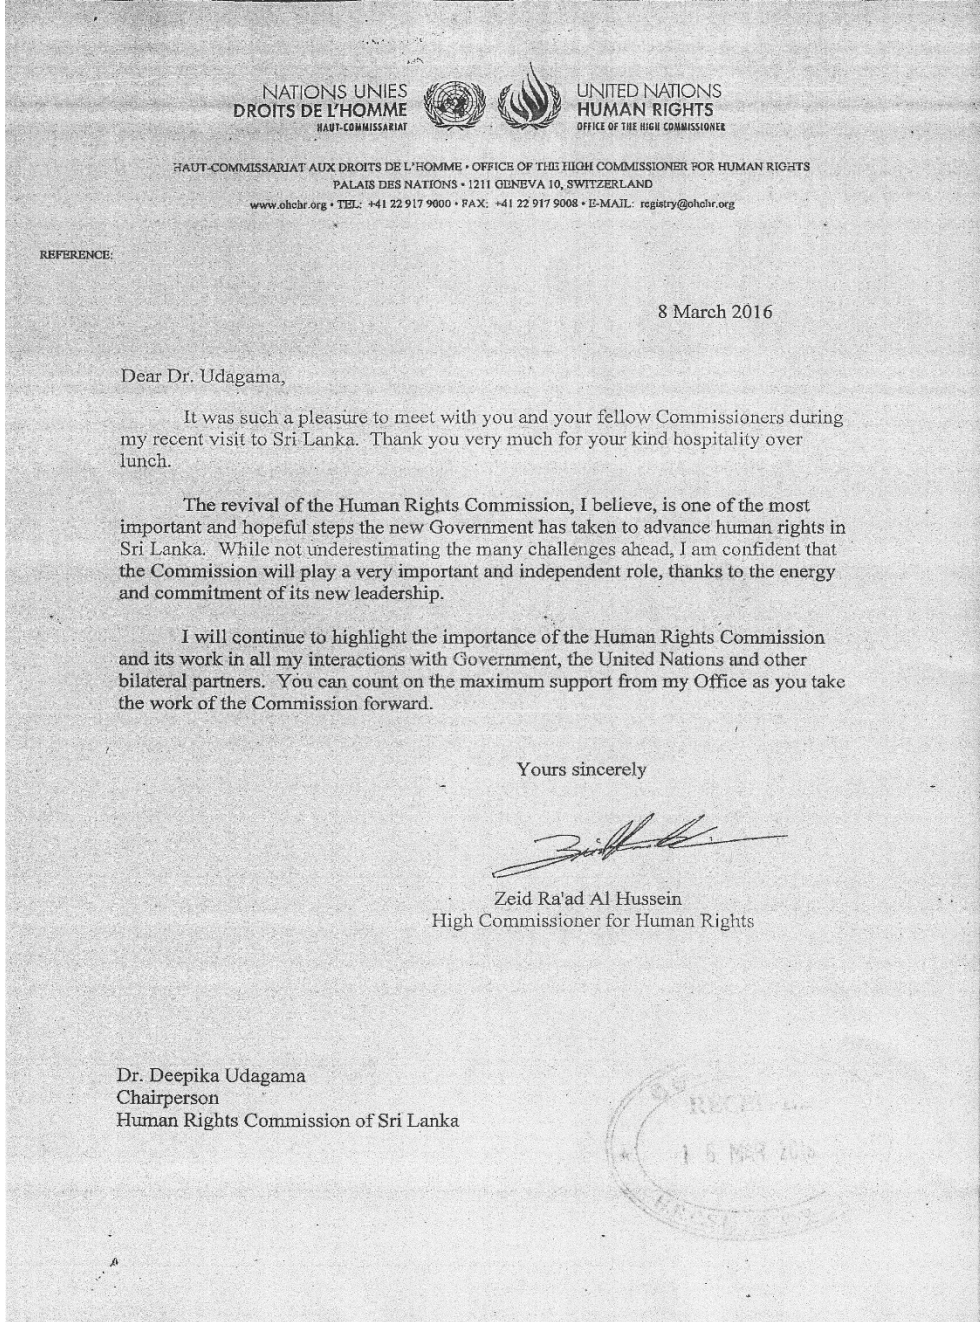 NATIONS UNIES
DROITS DE L'HOMME
HAUT-COMMISSARIAT
UNITED NATIONS
HUMAN RIGHTS
OFFICE OF THE HIGH COMMISSIONER
HAUT-COMMISSARIAT AUX DROITS DE L'HOMME • OFFICE OF THE HIGH COMMISSIONER FOR HUMAN RIGHTS
PALAIS DES NATIONS • 1211 GENEVA 10, SWITZERLAND
www.ohchr.org • TEL: +41 22 917 9000 • FAX: +41 22 917 9008 • E-MAIL: registry@ohchr.org
REFERENCE:
8 March 2016
Dear Dr. Udagama,
It was such a pleasure to meet with you and your fellow Commissioners during
my recent visit to Sri Lanka. Thank you very much for your kind hospitality over
lunch.
The revival of the Human Rights Commission, I believe, is one of the most
important and hopeful steps the new Government has taken to advance human rights in
Sri Lanka. While not underestimating the many challenges ahead, I am confident that
the Commission will play a very important and independent role, thanks to the energy
and commitment of its new leadership.
I will continue to highlight the importance of the Human Rights Commission
and its work in all my interactions with Government, the United Nations and other
bilateral partners. You can count on the maximum support from my Office as you take
the work of the Commission forward.
Yours sincerely
Zeid Ra'ad Al Hussein
High Commissioner for Human Rights
Dr. Deepika Udagama
Chairperson
Human Rights Commission of Sri Lanka
MAR